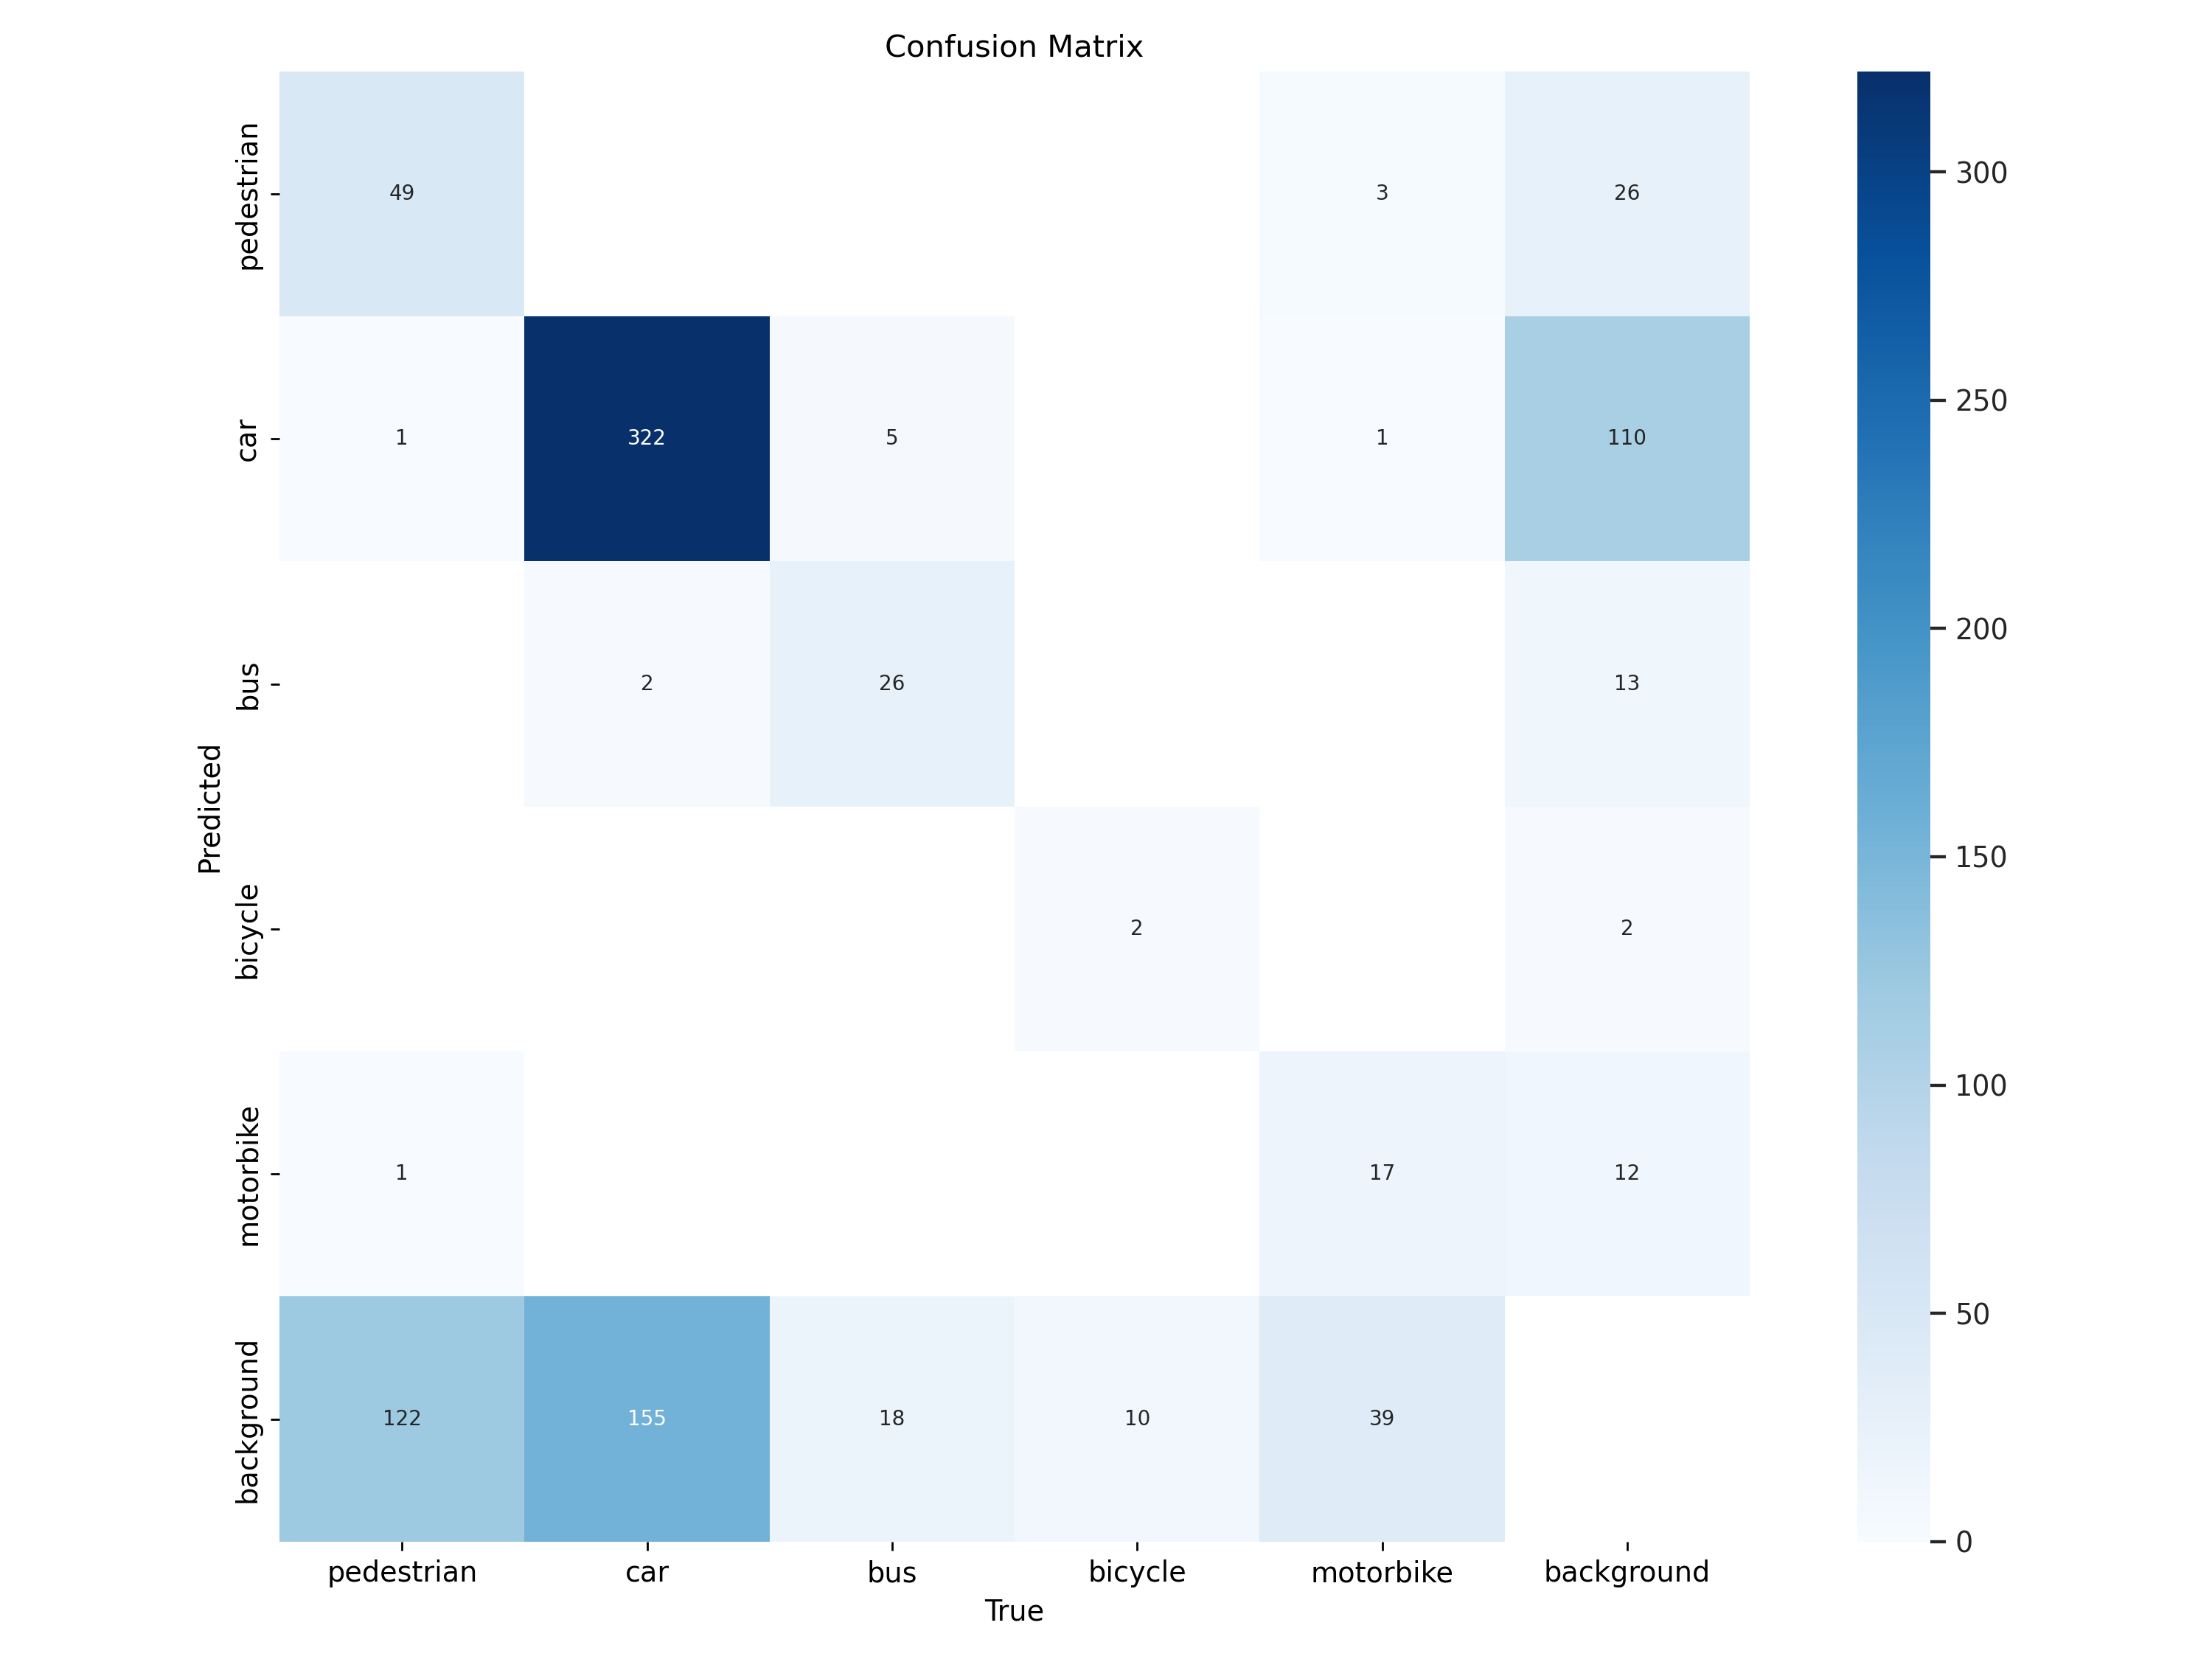 Confusion Matrix
pedestrian 49 3 26
car 1 322 5 1 110
bus 2 26 13
bicycle 2 2
motorbike 1 17 12
background 122 155 18 10 39
Predicted
pedestrian car bus bicycle motorbike background
True
300
250
200
150
100
50
0